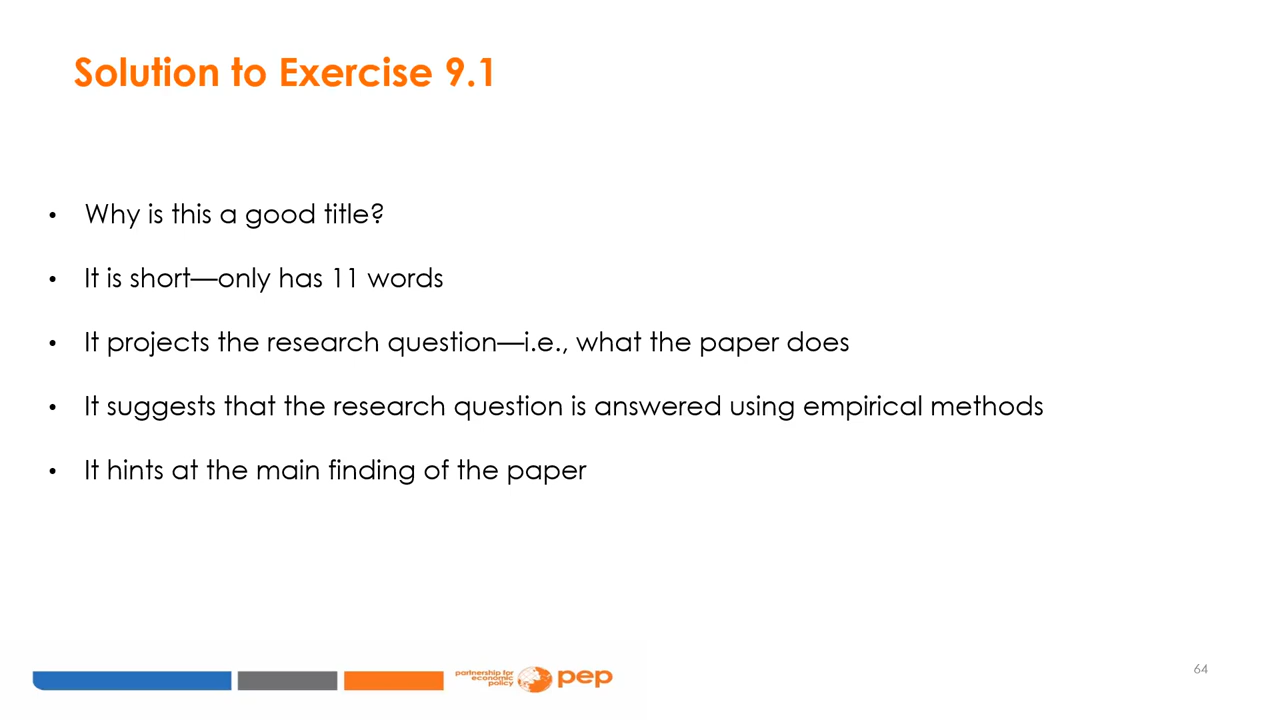 Solution to Exercise 9.1
• Why is this a good title?
• It is short—only has 11 words
• It projects the research question—i.e., what the paper does
• It suggests that the research question is answered using empirical methods
• It hints at the main finding of the paper
partnership for
economic
policy
pep
64